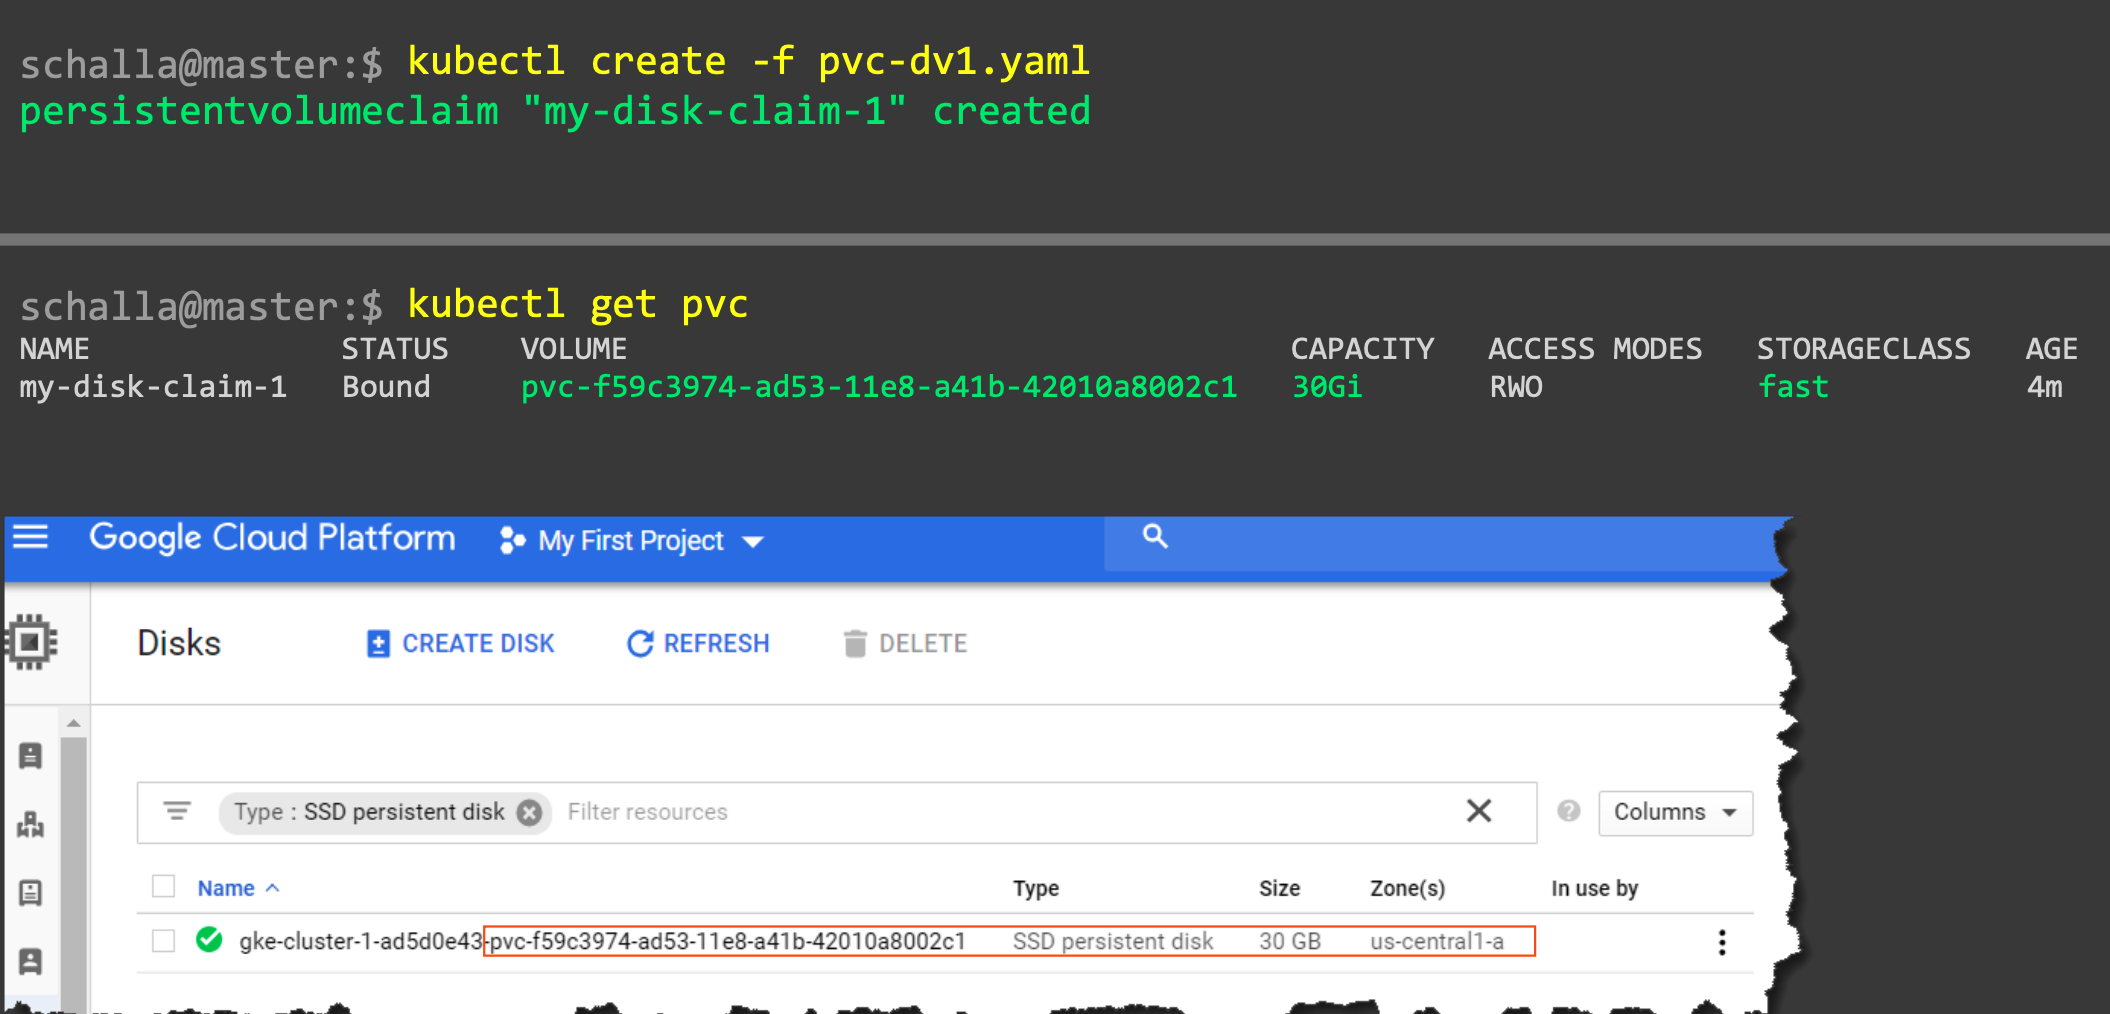 schalla@master:$ kubectl create -f pvc-dv1.yaml
persistentvolumeclaim "my-disk-claim-1" created
schalla@master:$ kubectl get pvc
NAME STATUS VOLUME CAPACITY ACCESS MODES STORAGECLASS AGE
my-disk-claim-1 Bound pvc-f59c3974-ad53-11e8-a41b-42010a8002c1 30Gi RWO fast 4m
Google Cloud Platform My First Project
Disks CREATE DISK REFRESH DELETE
Type : SSD persistent disk Filter resources Columns
Name Type Size Zone(s) In use by
gke-cluster-1-ad5d0e43-pvc-f59c3974-ad53-11e8-a41b-42010a8002c1 SSD persistent disk 30 GB us-central1-a